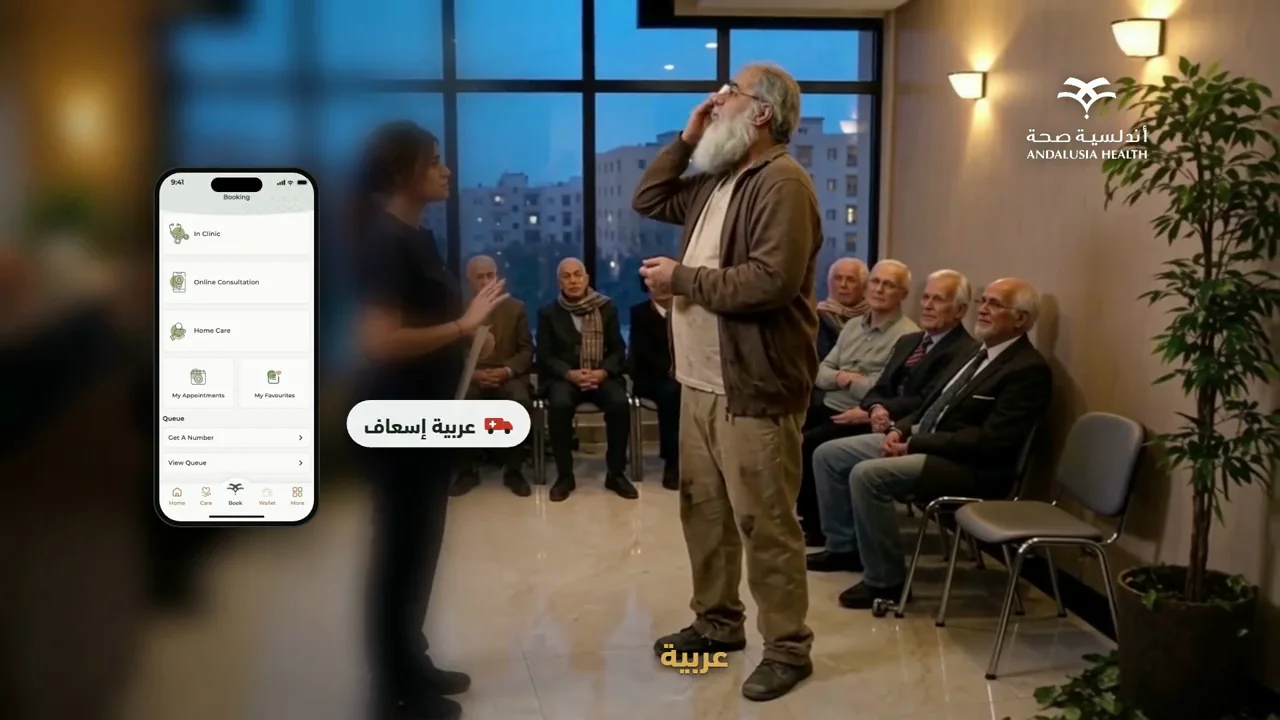 9:41
Booking
In Clinic
Online Consultation
Home Care
My Appointments
My Favourites
Queue
Get A Number
View Queue
Home
Care
Book
Wallet
More
عربية إسعاف
أندلسية صحة
ANDALUSIA HEALTH
عربية